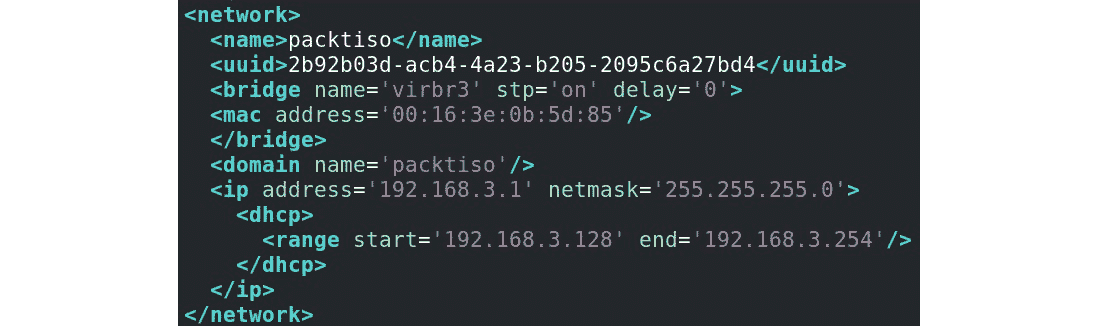 <network>
  <name>packtiso</name>
  <uuid>2b92b03d-acb4-4a23-b205-2095c6a27bd4</uuid>
  <bridge name='virbr3' stp='on' delay='0'>
  <mac address='00:16:3e:0b:5d:85'/>
  </bridge>
  <domain name='packtiso'/>
  <ip address='192.168.3.1' netmask='255.255.255.0'>
    <dhcp>
      <range start='192.168.3.128' end='192.168.3.254'/>
    </dhcp>
  </ip>
</network>